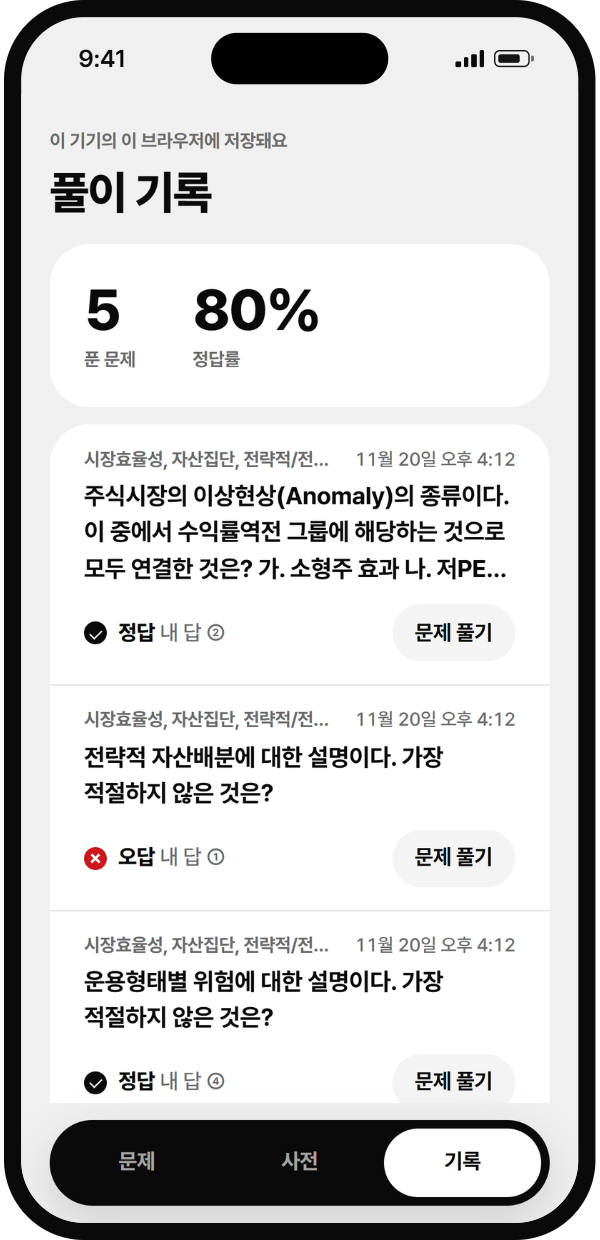 9:41
이 기기의 이 브라우저에 저장돼요
풀이 기록
5
80%
푼 문제
정답률
시장효율성, 자산집단, 전략적/전... 11월 20일 오후 4:12
주식시장의 이상현상(Anomaly)의 종류이다.
이 중에서 수익률역전 그룹에 해당하는 것으로
모두 연결한 것은? 가. 소형주 효과 나. 저PE...
정답 내 답 ②
문제 풀기
시장효율성, 자산집단, 전략적/전... 11월 20일 오후 4:12
전략적 자산배분에 대한 설명이다. 가장
적절하지 않은 것은?
오답 내 답 ①
문제 풀기
시장효율성, 자산집단, 전략적/전... 11월 20일 오후 4:12
운용형태별 위험에 대한 설명이다. 가장
적절하지 않은 것은?
정답 내 답 ④
문제 풀기
문제
사전
기록